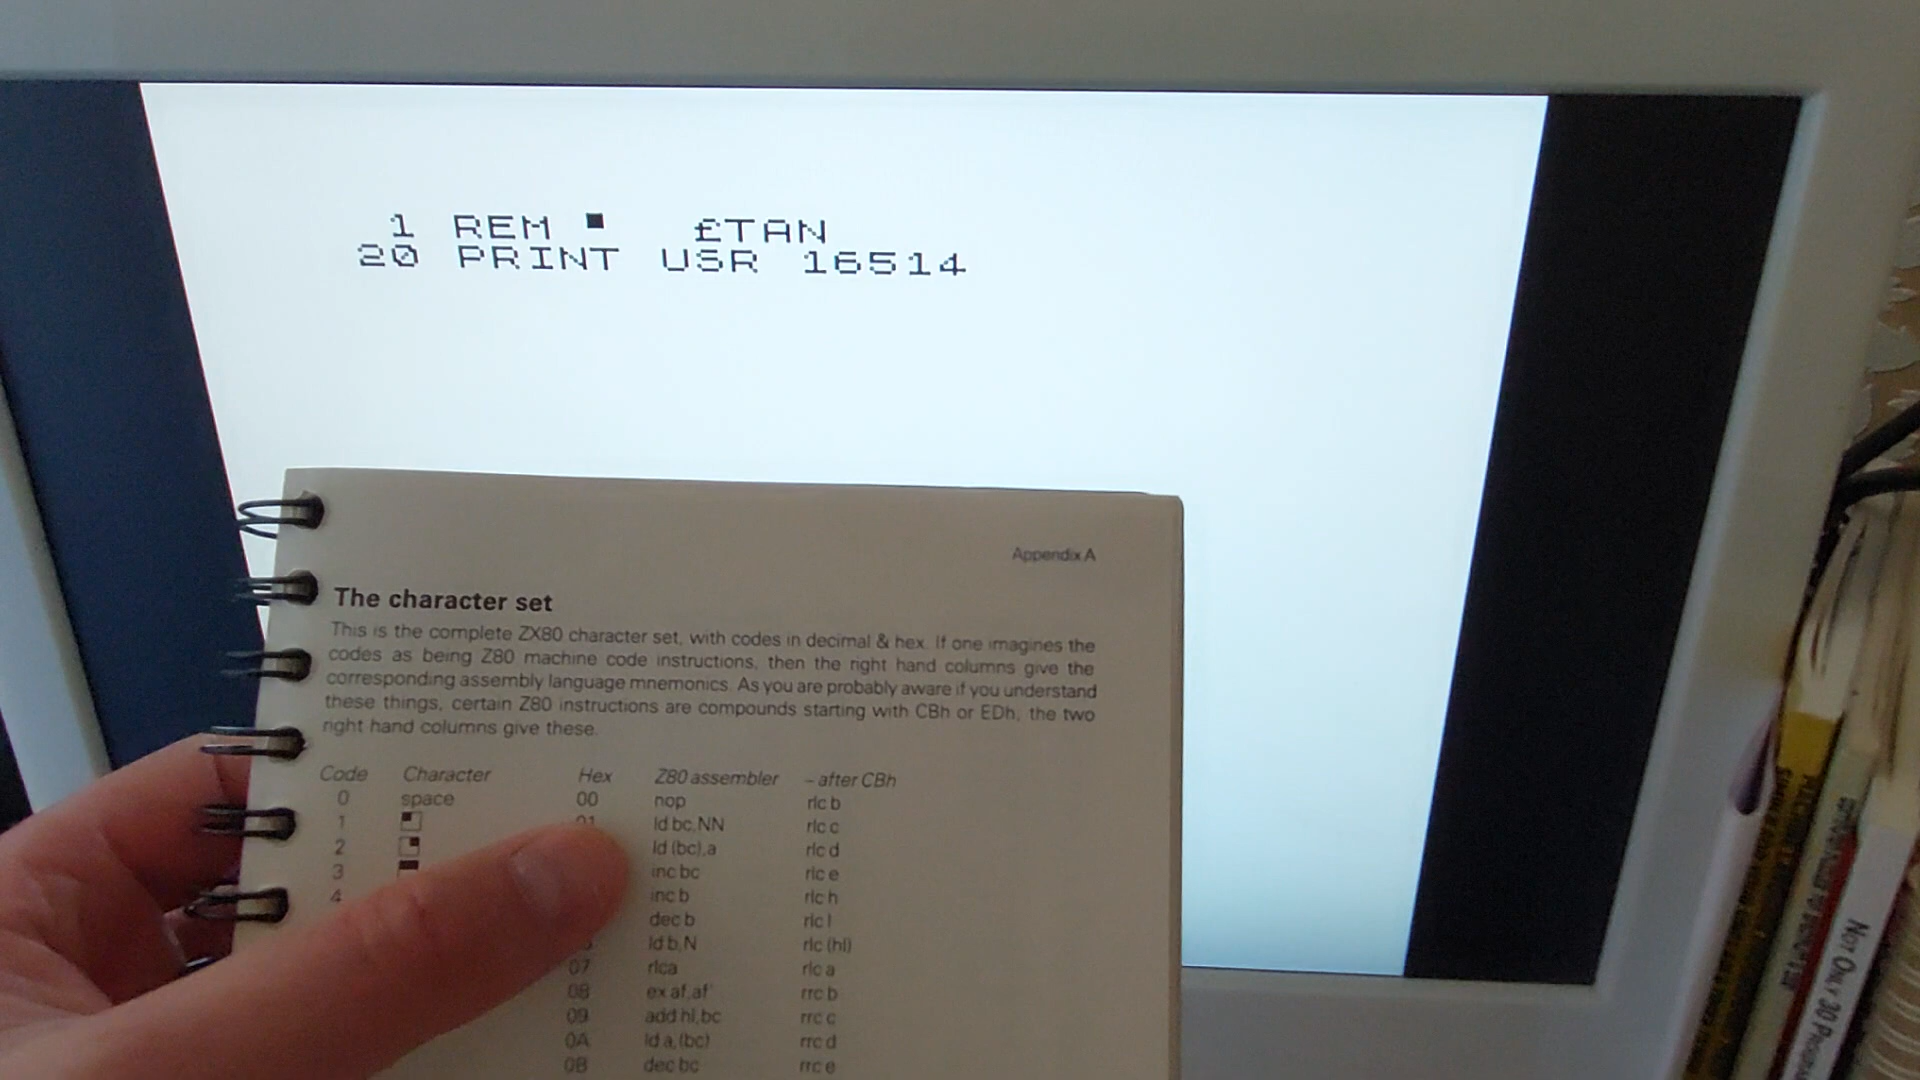 1 REM ▘ £TAN
20 PRINT USR 16514
Appendix A
The character set
This is the complete ZX80 character set, with codes in decimal & hex. If one imagines the
codes as being Z80 machine code instructions, then the right hand columns give the
corresponding assembly language mnemonics. As you are probably aware if you understand
these things, certain Z80 instructions are compounds starting with CBh or EDh, the two
right hand columns give these.
Code Character Hex Z80 assembler – after CBh
0 space 00 nop rlc b
1 01 ld bc,NN rlc c
2 ld (bc),a rlc d
3 inc bc rlc e
4 inc b rlc h
dec b rlc l
ld b,N rlc (hl)
07 rlca rlc a
08 ex af,af' rrc b
09 add hl,bc rrc c
0A ld a,(bc) rrc d
0B dec bc rrc e
NOT ONLY 30